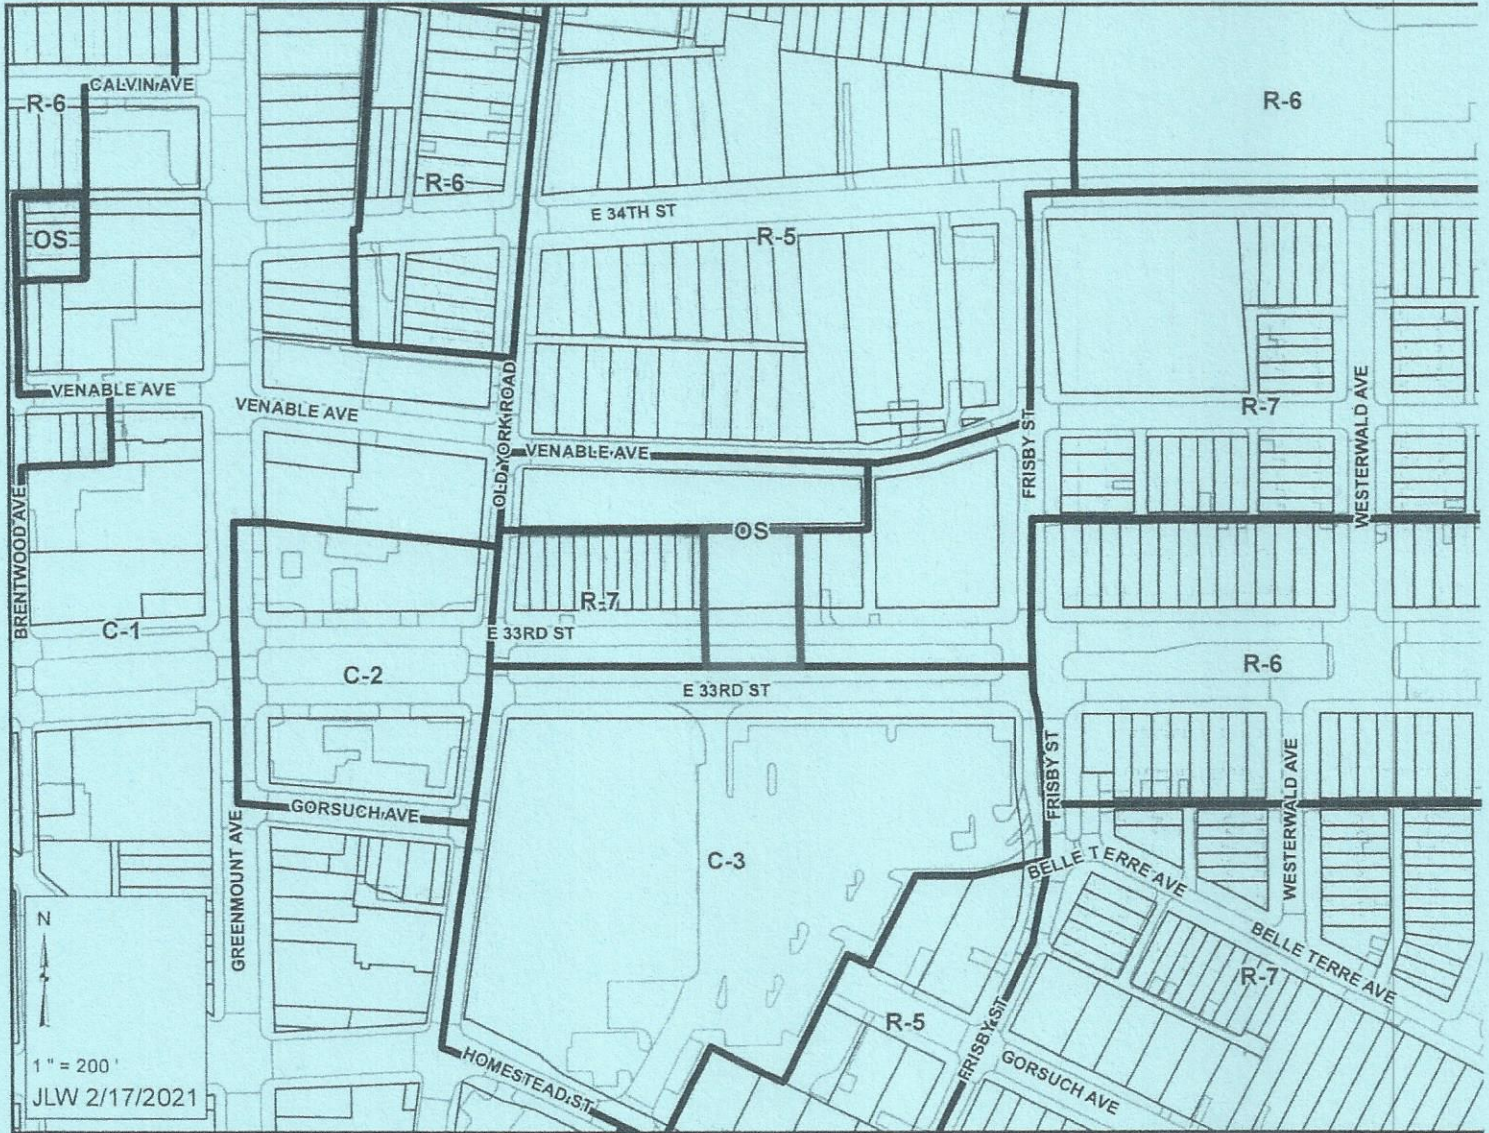 CALVIN AVE
R-6
R-6
R-6
OS
E 34TH ST
R-5
VENABLE AVE
VENABLE AVE
OLD YORK ROAD
VENABLE AVE
FRISBY ST
R-7
WESTERWALD AVE
BRENTWOOD AVE
OS
R-7
C-1
E 33RD ST
C-2
E 33RD ST
R-6
GORSUCH AVE
GREENMOUNT AVE
C-3
FRISBY ST
WESTERWALD AVE
BELLE TERRE AVE
BELLE TERRE AVE
R-7
R-5
FRISBY ST
GORSUCH AVE
HOMESTEAD ST
N
1 " = 200 '
JLW 2/17/2021